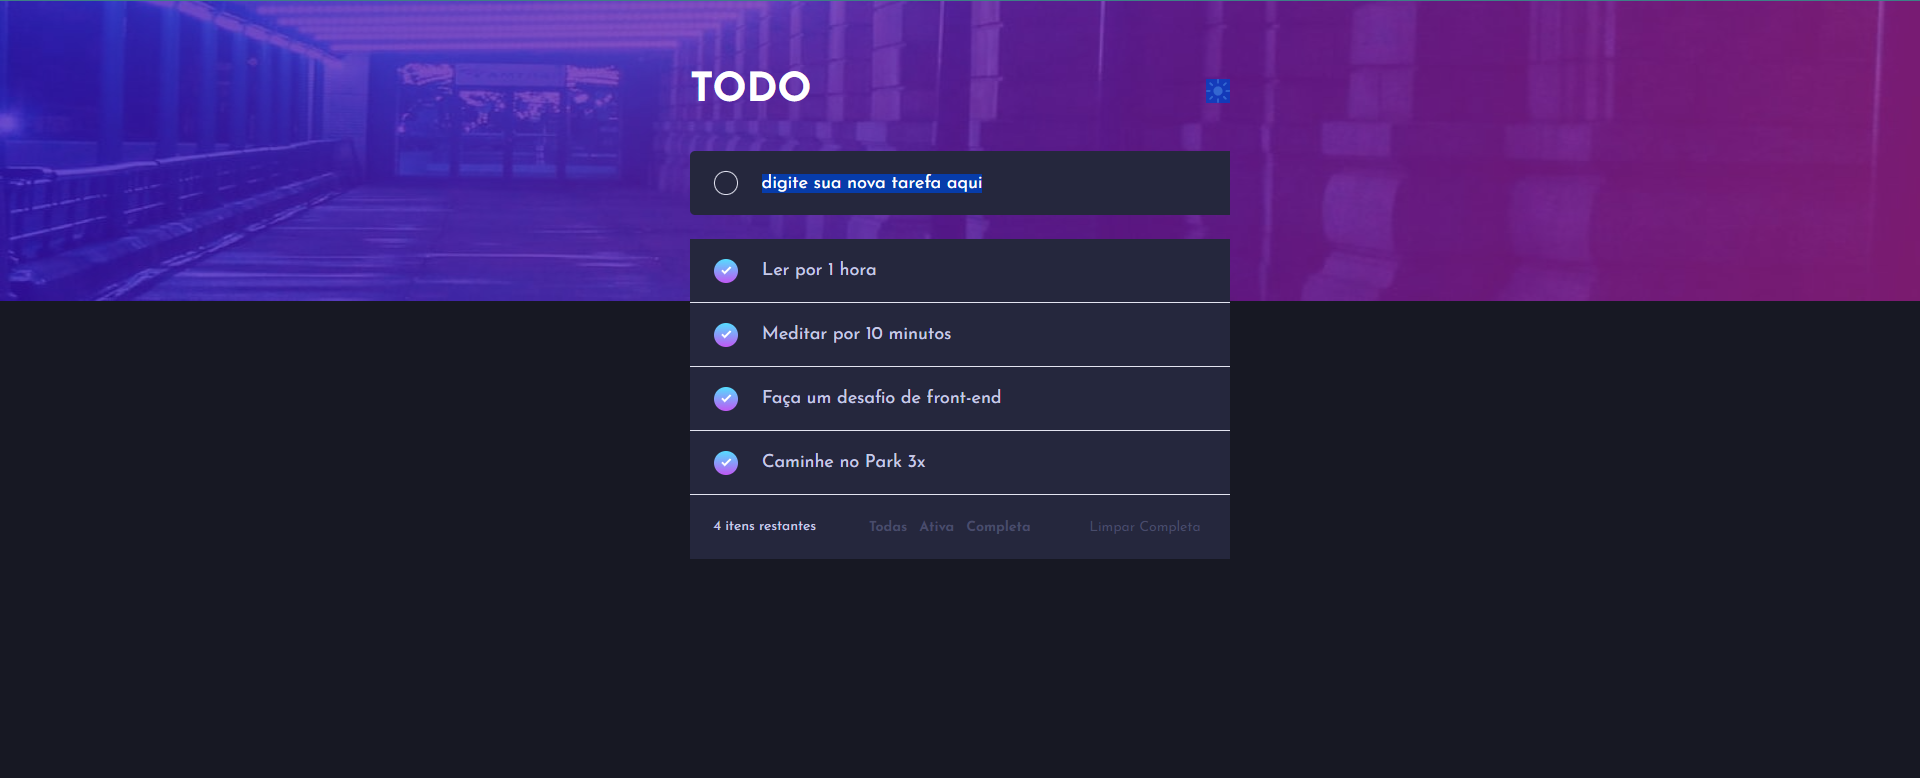 TODO
digite sua nova tarefa aqui
Ler por 1 hora
Meditar por 10 minutos
Faça um desafio de front-end
Caminhe no Park 3x
4 itens restantes Todas Ativa Completa Limpar Completa